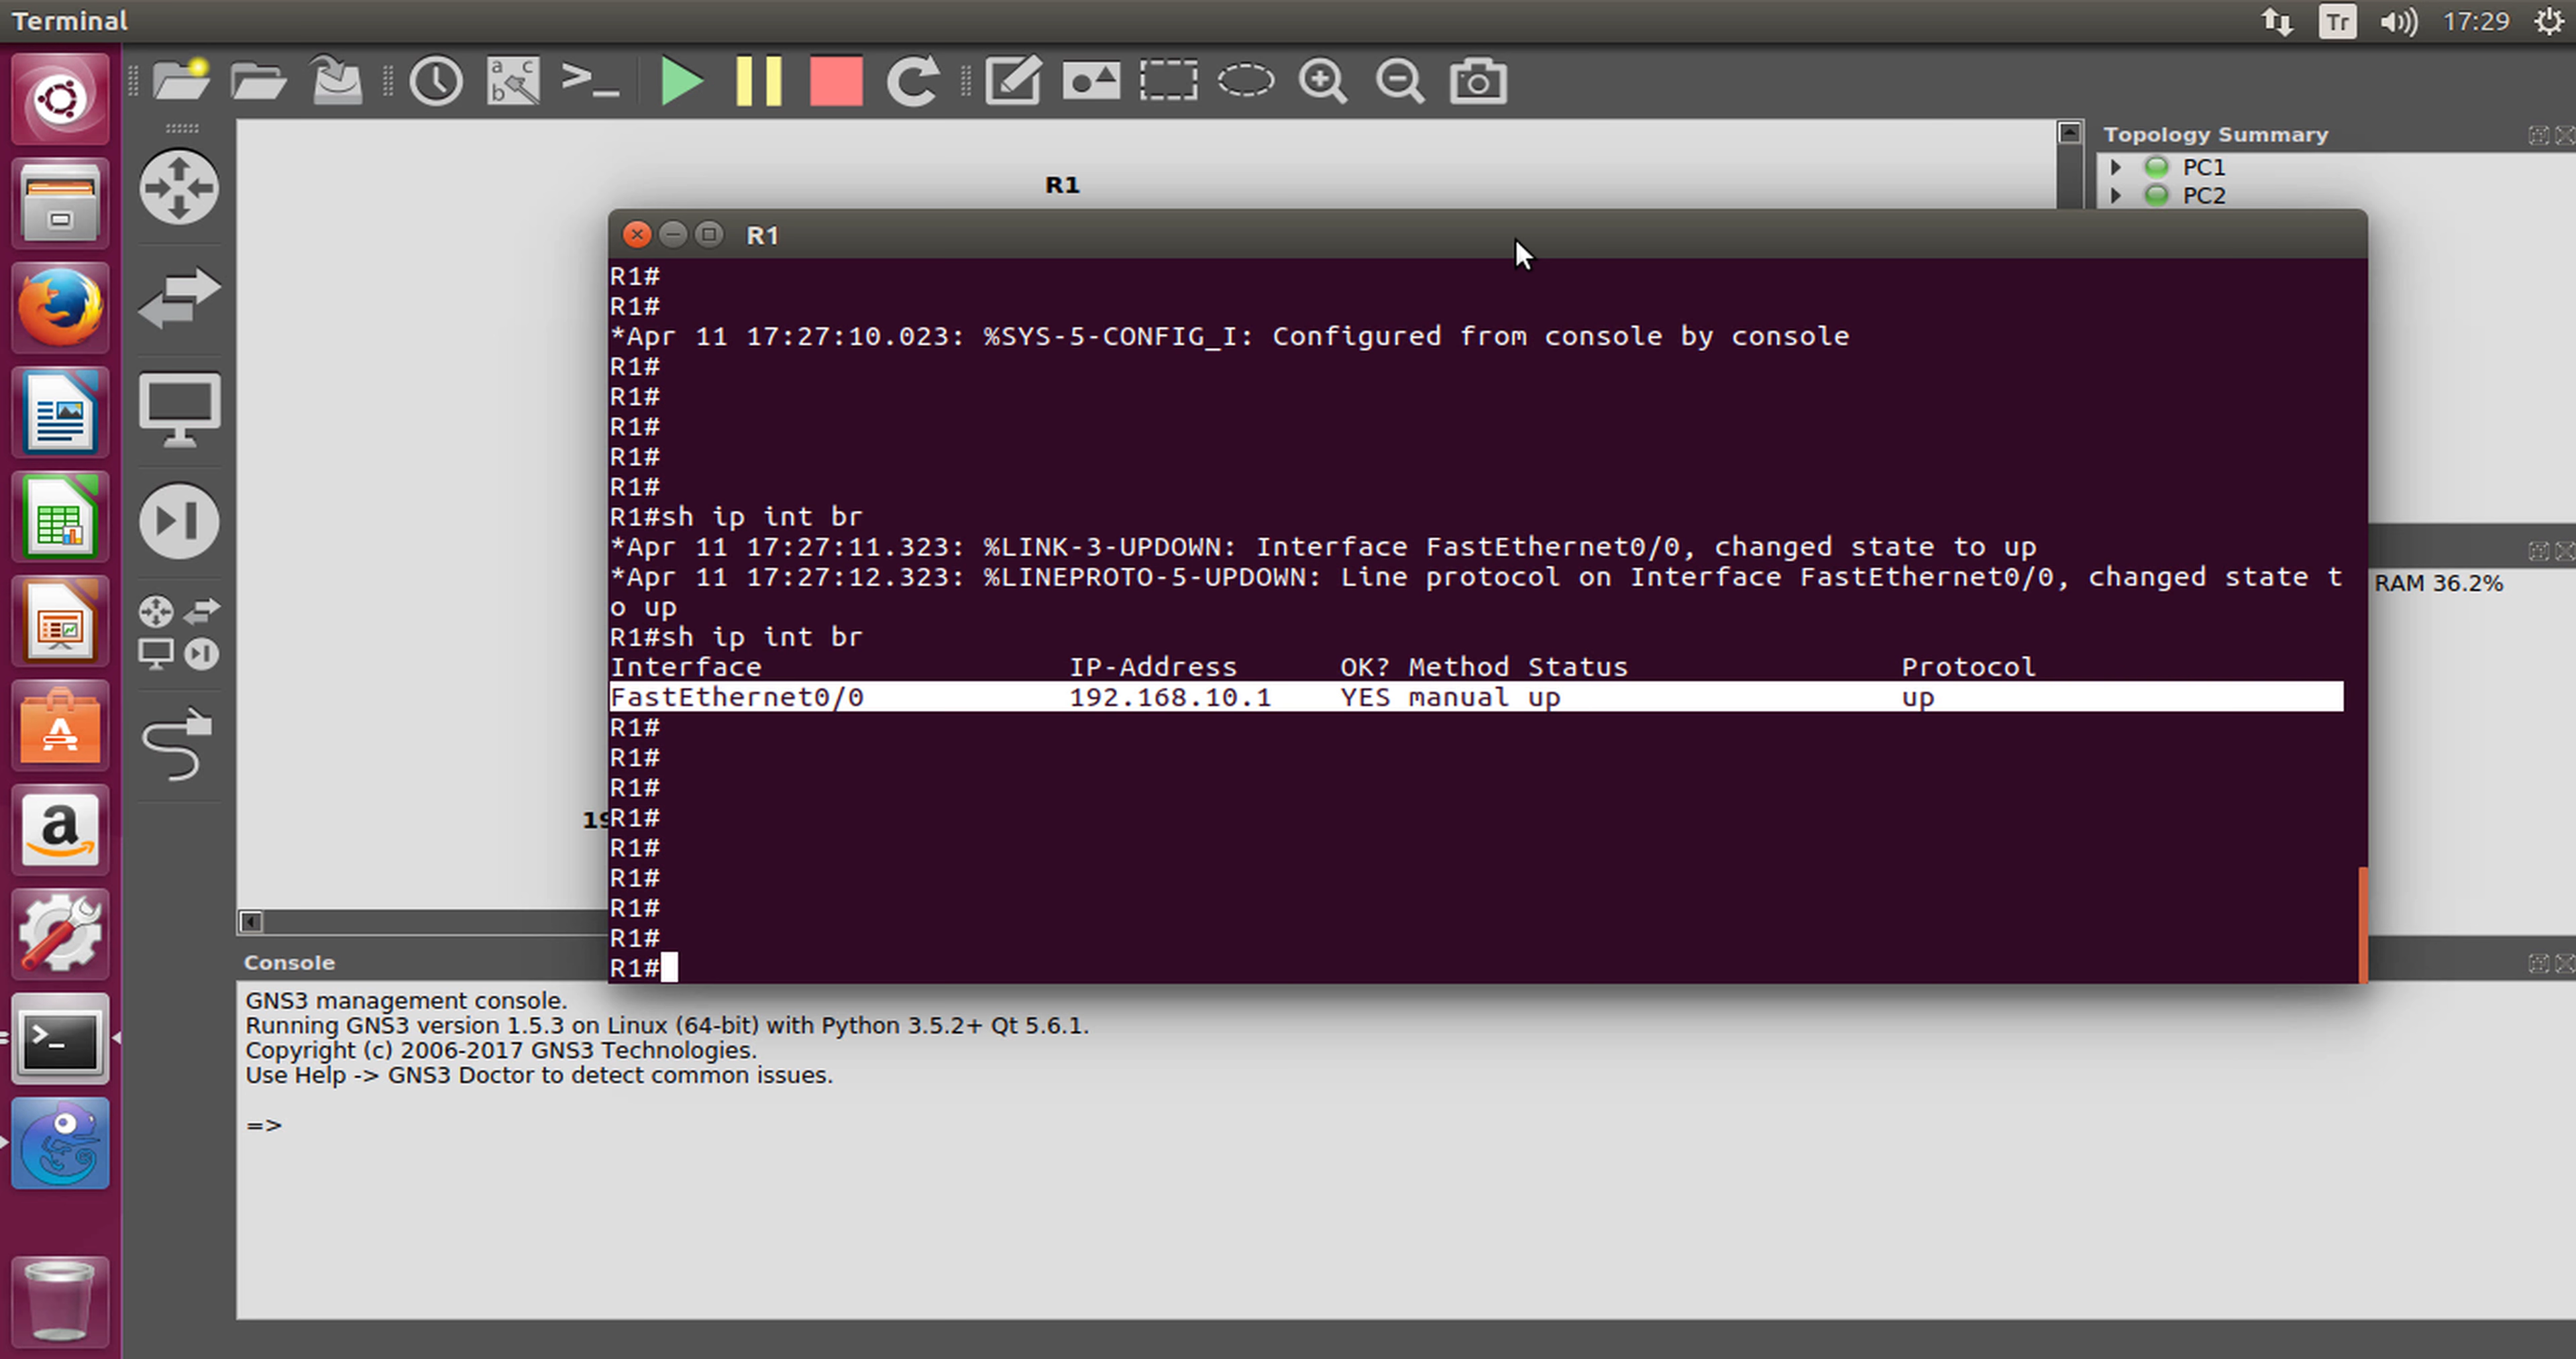 Terminal
Tr
17:29
a c
b
>_
Topology Summary
PC1
PC2
R1
R1
R1#
R1#
*Apr 11 17:27:10.023: %SYS-5-CONFIG_I: Configured from console by console
R1#
R1#
R1#
R1#
R1#
R1#sh ip int br
*Apr 11 17:27:11.323: %LINK-3-UPDOWN: Interface FastEthernet0/0, changed state to up
*Apr 11 17:27:12.323: %LINEPROTO-5-UPDOWN: Line protocol on Interface FastEthernet0/0, changed state t
o up
R1#sh ip int br
Interface IP-Address OK? Method Status Protocol
FastEthernet0/0 192.168.10.1 YES manual up up
R1#
R1#
R1#
R1#
R1#
R1#
R1#
R1#
R1#
RAM 36.2%
Console
GNS3 management console.
Running GNS3 version 1.5.3 on Linux (64-bit) with Python 3.5.2+ Qt 5.6.1.
Copyright (c) 2006-2017 GNS3 Technologies.
Use Help -> GNS3 Doctor to detect common issues.
=>